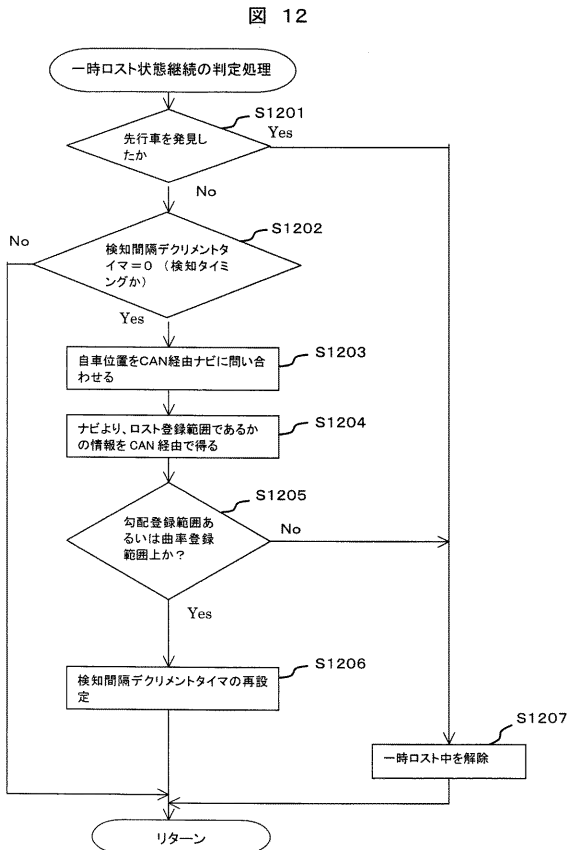 図 12
一時ロスト状態継続の判定処理
S1201
先行車を発見し
たか
Yes
No
S1202
検知間隔デクリメントタ
イマ＝0 （検知タイミ
ングか）
No
Yes
S1203
自車位置をCAN経由ナビに問い合
わせる
S1204
ナビより、ロスト登録範囲であるか
の情報を CAN 経由で得る
S1205
勾配登録範囲あ
るいは曲率登録
範囲上か？
No
Yes
S1206
検知間隔デクリメントタイマの再設
定
S1207
一時ロスト中を解除
リターン